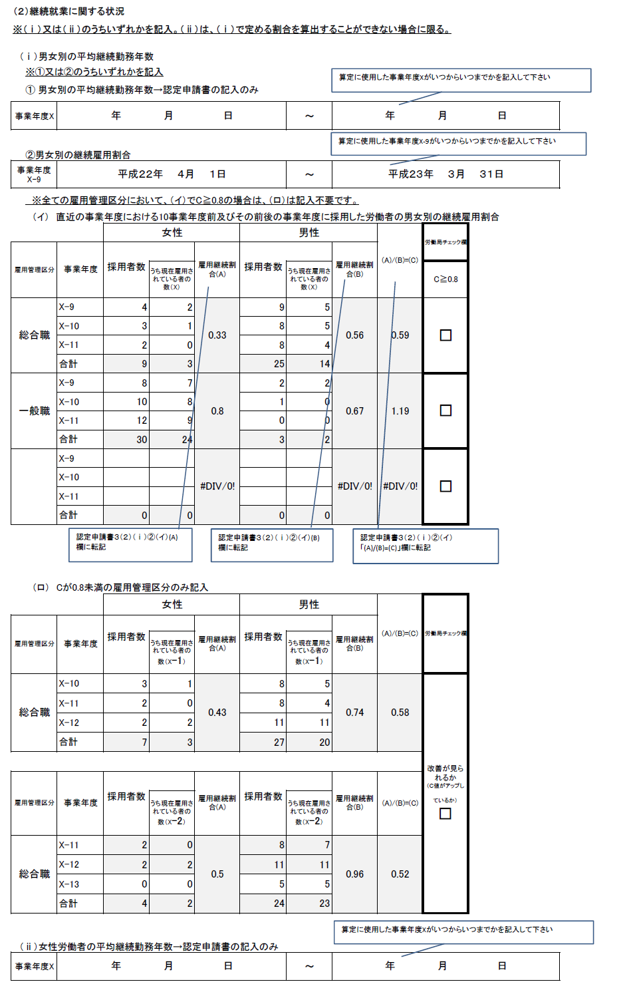 （２）継続就業に関する状況
※（ⅰ）又は（ⅱ）のうちいずれかを記入。（ⅱ）は、（ⅰ）で定める割合を算出することができない場合に限る。
（ⅰ）男女別の平均継続勤務年数
※①又は②のうちいずれかを記入
① 男女別の平均継続勤務年数→認定申請書の記入のみ
算定に使用した事業年度Xがいつからいつまでかを記入して下さい
事業年度X 年 月 日 ～ 年 月 日
算定に使用した事業年度X-9がいつからいつまでかを記入して下さい
②男女別の継続雇用割合
事業年度
X-9
平成２２年 ４月 １日 ～ 平成２３年 ３月 ３１日
※全ての雇用管理区分において、（イ）でC≧0.8の場合は、（ロ）は記入不要です。
（イ） 直近の事業年度における10事業年度前及びその前後の事業年度に採用した労働者の男女別の継続雇用割合
女性 男性
雇用管理区分 事業年度 採用者数 うち現在雇用されている者の数（X） 雇用継続割合（A） 採用者数 うち現在雇用されている者の数（X） 雇用継続割合（B） （A）／（B）＝（C） 労働局チェック欄
C≧0.8
総合職
X-9 4 2 9 5
X-10 3 1 8 5
0.33 0.56 0.59 □
X-11 2 0 8 4
合計 9 3 25 14
一般職
X-9 8 7 2 2
X-10 10 8 1 0
0.8 0.67 1.19 □
X-11 12 9 0 0
合計 30 24 3 2
X-9
X-10
#DIV/0! #DIV/0! #DIV/0! □
X-11
合計 0 0 0 0
認定申請書３（２）（ⅰ）②（イ）（A）
欄に転記
認定申請書３（２）（ⅰ）②（イ）（B）
欄に転記
認定申請書３（２）（ⅰ）②（イ）
「（A）/（B）=（C）」欄に転記
（ロ） Cが0.8未満の雇用管理区分のみ記入
女性 男性
雇用管理区分 事業年度 採用者数 うち現在雇用されている者の数（X－1） 雇用継続割合（A） 採用者数 うち現在雇用されている者の数（X－1） 雇用継続割合（B） （A）／（B）＝（C） 労働局チェック欄
総合職
X-10 3 1 8 5
X-11 2 0 8 4
0.43 0.74 0.58
X-12 2 2 11 11
合計 7 3 27 20
雇用管理区分 事業年度 採用者数 うち現在雇用されている者の数（X－2） 雇用継続割合（A） 採用者数 うち現在雇用されている者の数（X－2） 雇用継続割合（B） （A）／（B）＝（C）
改善が見ら
れるか
（C値がアップし
ているか）
□
総合職
X-11 2 0 8 7
X-12 2 2 11 11
0.5 0.96 0.52
X-13 0 0 5 5
合計 4 2 24 23
算定に使用した事業年度Xがいつからいつまでかを記入して下さい
（ⅱ）女性労働者の平均継続勤務年数→認定申請書の記入のみ
事業年度X 年 月 日 ～ 年 月 日